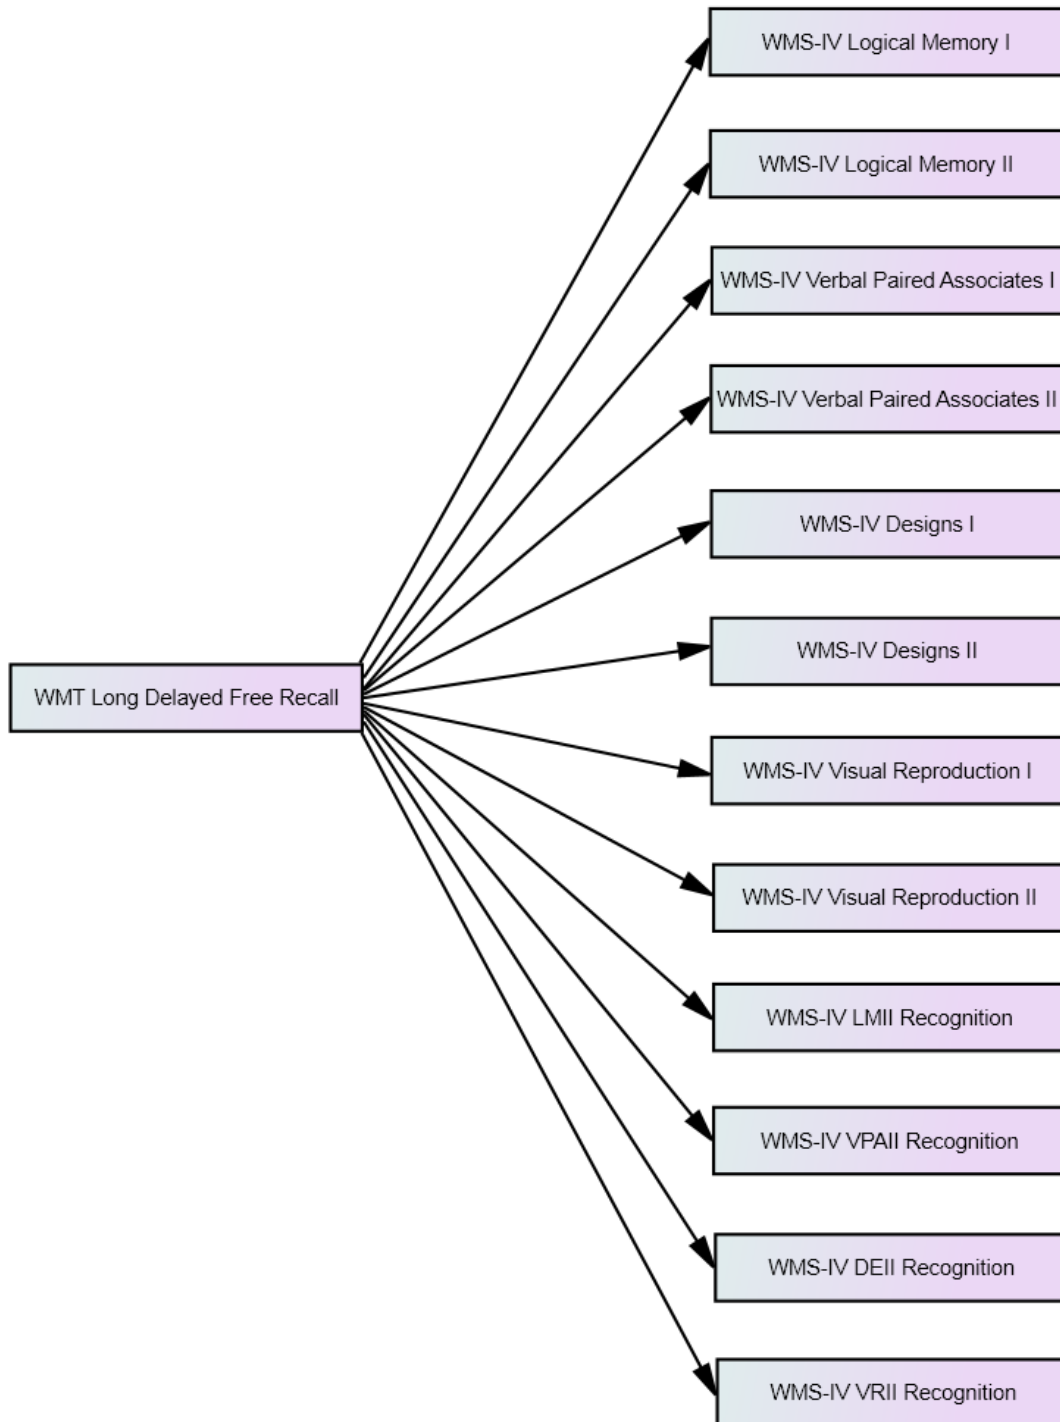 WMS-IV Logical Memory I
WMS-IV Logical Memory II
WMS-IV Verbal Paired Associates I
WMS-IV Verbal Paired Associates II
WMS-IV Designs I
WMS-IV Designs II
WMT Long Delayed Free Recall
WMS-IV Visual Reproduction I
WMS-IV Visual Reproduction II
WMS-IV LMII Recognition
WMS-IV VPAII Recognition
WMS-IV DEII Recognition
WMS-IV VRII Recognition